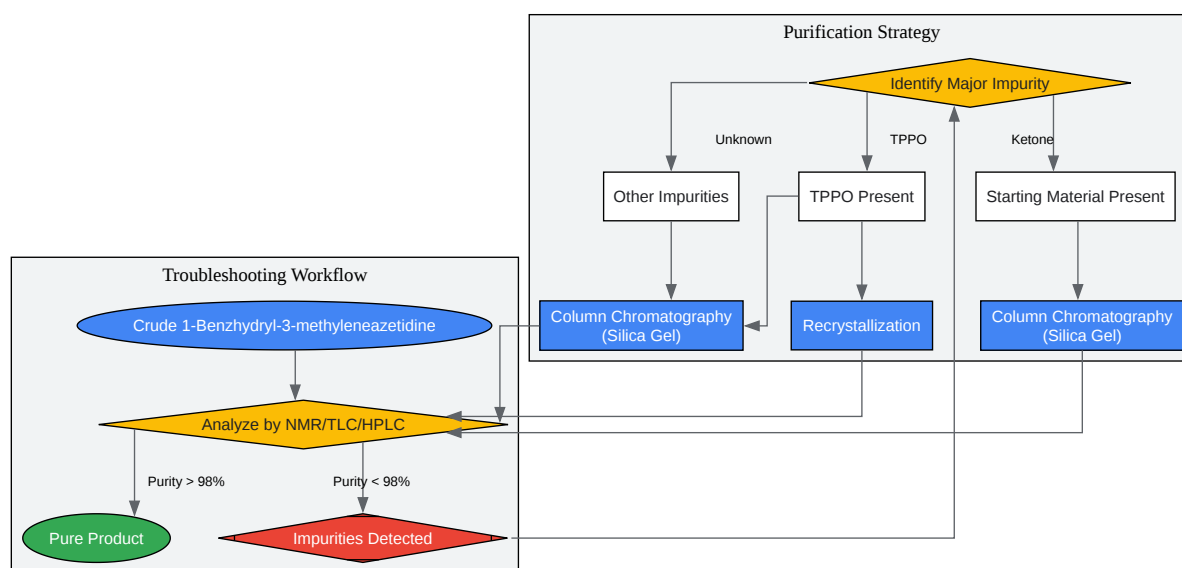 Purification Strategy
Identify Major Impurity
Unknown
TPPO
Ketone
Other Impurities
TPPO Present
Starting Material Present
Troubleshooting Workflow
Crude 1-Benzhydryl-3-methyleneazetidine
Column Chromatography
(Silica Gel)
Recrystallization
Column Chromatography
(Silica Gel)
Analyze by NMR/TLC/HPLC
Purity > 98%
Purity < 98%
Pure Product
Impurities Detected